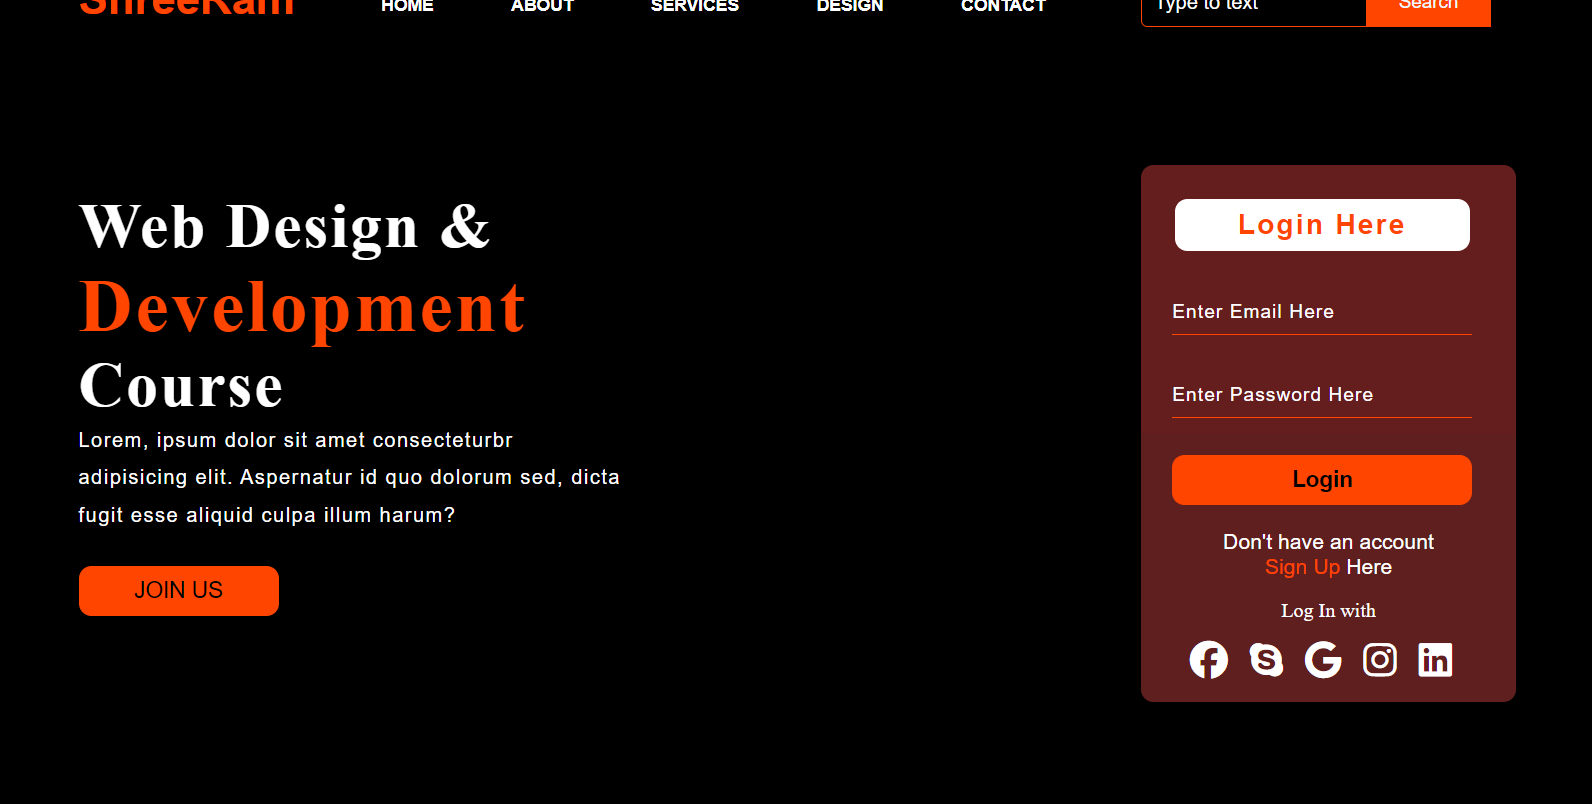 ShreeRam
HOME
ABOUT
SERVICES
DESIGN
CONTACT
Type to text
Search
Web Design &
Development
Course
Lorem, ipsum dolor sit amet consecteturbr
adipisicing elit. Aspernatur id quo dolorum sed, dicta
fugit esse aliquid culpa illum harum?
JOIN US
Login Here
Enter Email Here
Enter Password Here
Login
Don't have an account
Sign Up Here
Log In with